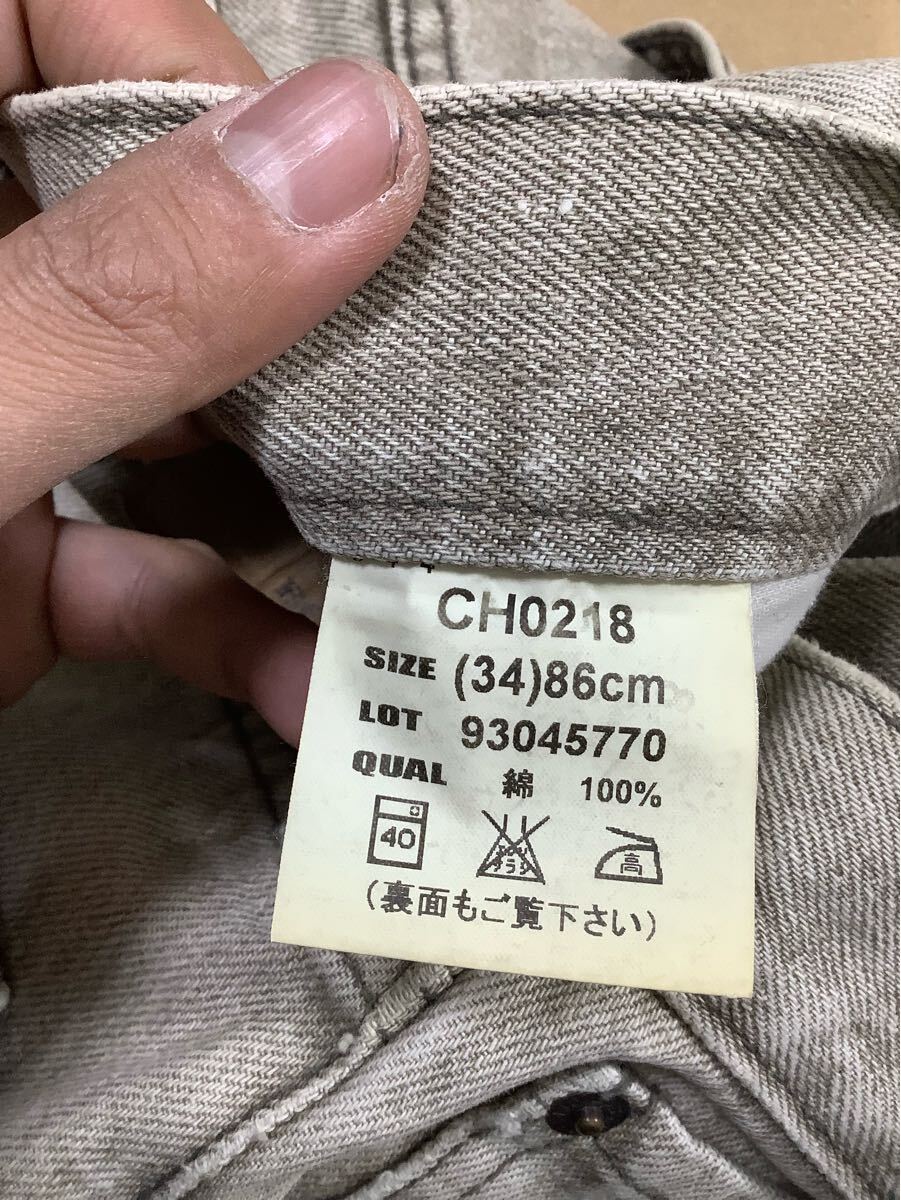 CH0218
SIZE (34)86cm
LOT 93045770
QUAL 綿 100%
40 高
(裏面もご覧下さい)